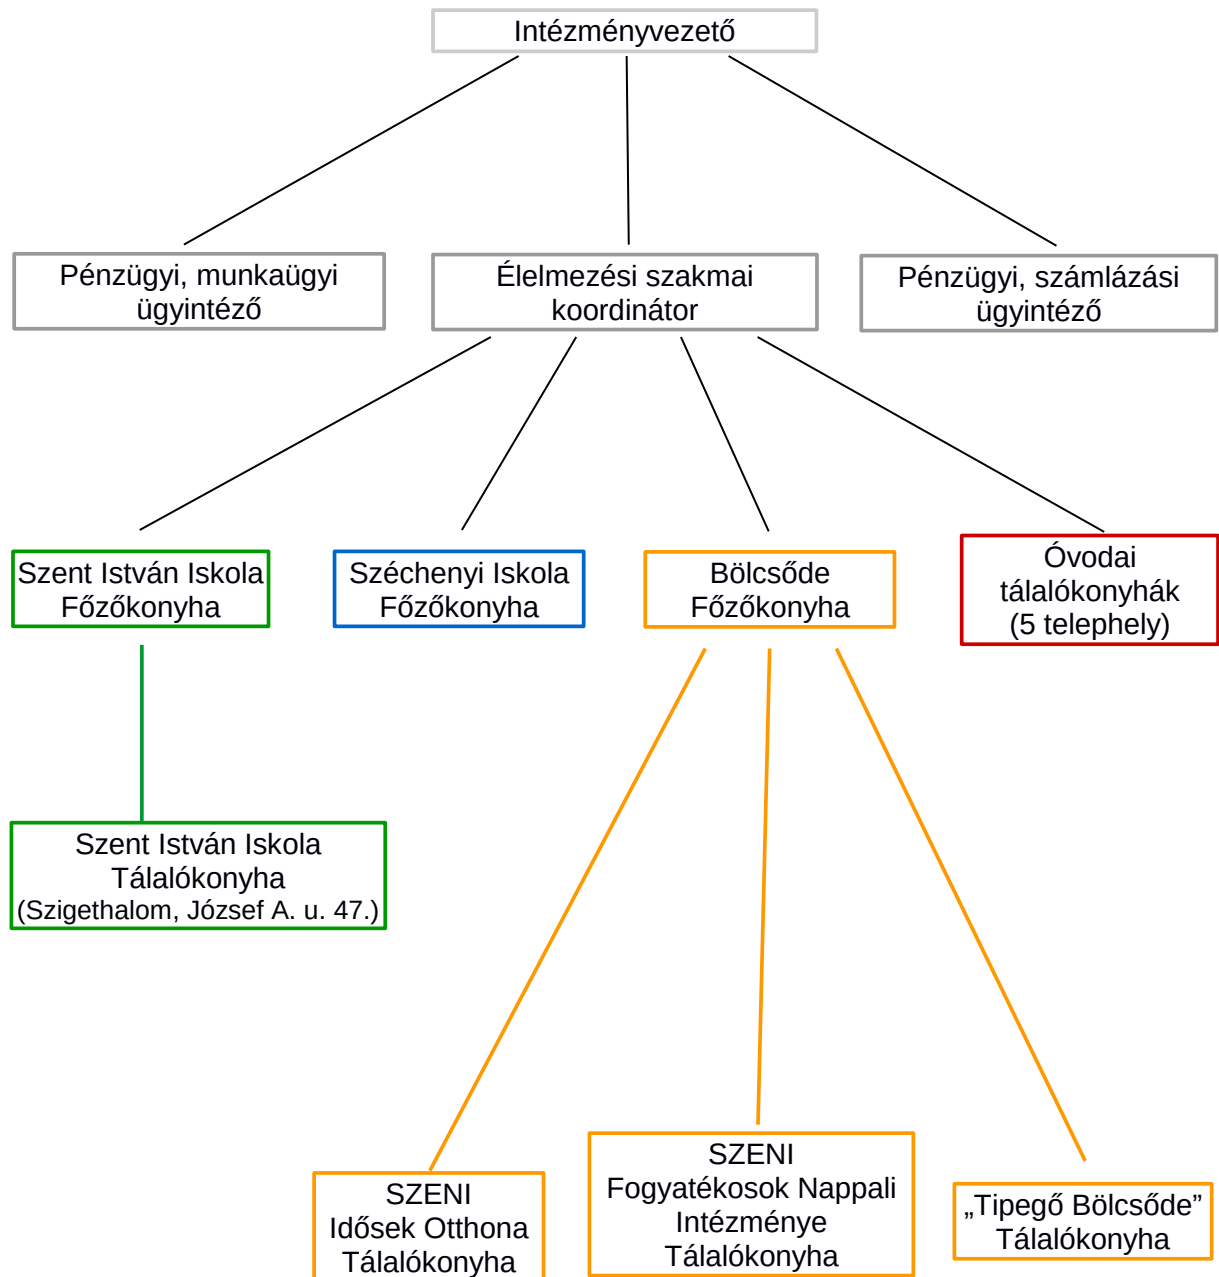 Intézményvezető
Pénzügyi, munkaügyi
ügyintéző
Élelmezési szakmai
koordinátor
Pénzügyi, számlázási
ügyintéző
Szent István Iskola
Főzőkonyha
Széchenyi Iskola
Főzőkonyha
Bölcsőde
Főzőkonyha
Óvodai
tálalókonyhák
(5 telephely)
Szent István Iskola
Tálalókonyha
(Szigethalom, József A. u. 47.)
SZENI
Idősek Otthona
Tálalókonyha
SZENI
Fogyatékosok Nappali
Intézménye
Tálalókonyha
„Tipegő Bölcsőde”
Tálalókonyha